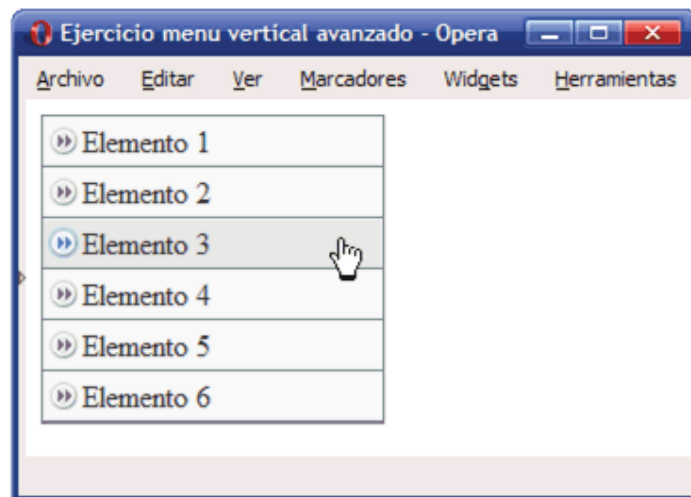 Ejercicio menu vertical avanzado - Opera
Archivo Editar Ver Marcadores Widgets Herramientas
Elemento 1
Elemento 2
Elemento 3
Elemento 4
Elemento 5
Elemento 6